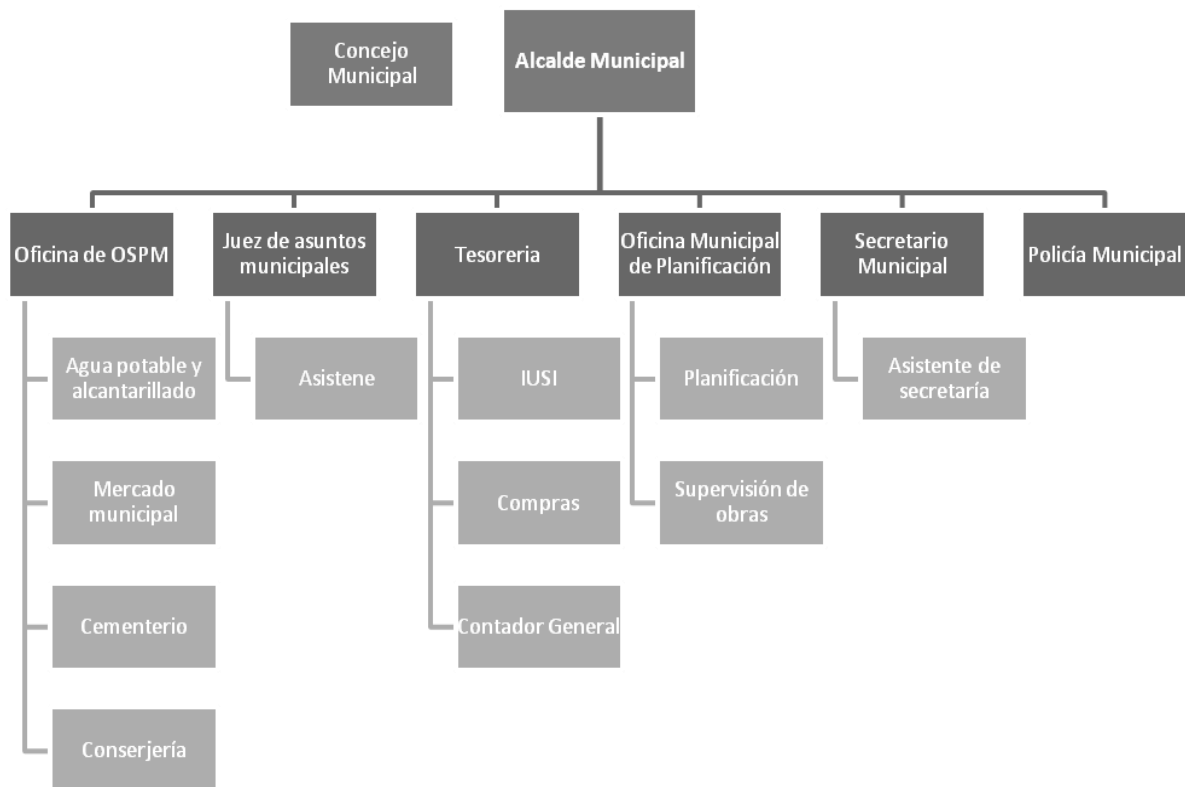 Concejo
Municipal
Alcalde Municipal
Oficina de OSPM
Juez de asuntos
municipales
Tesoreria
Oficina Municipal
de Planificación
Secretario
Municipal
Policía Municipal
Agua potable y
alcantarillado
Asistene
IUSI
Planificación
Asistente de
secretaría
Mercado
municipal
Compras
Supervisión de
obras
Cementerio
Contador General
Conserjería